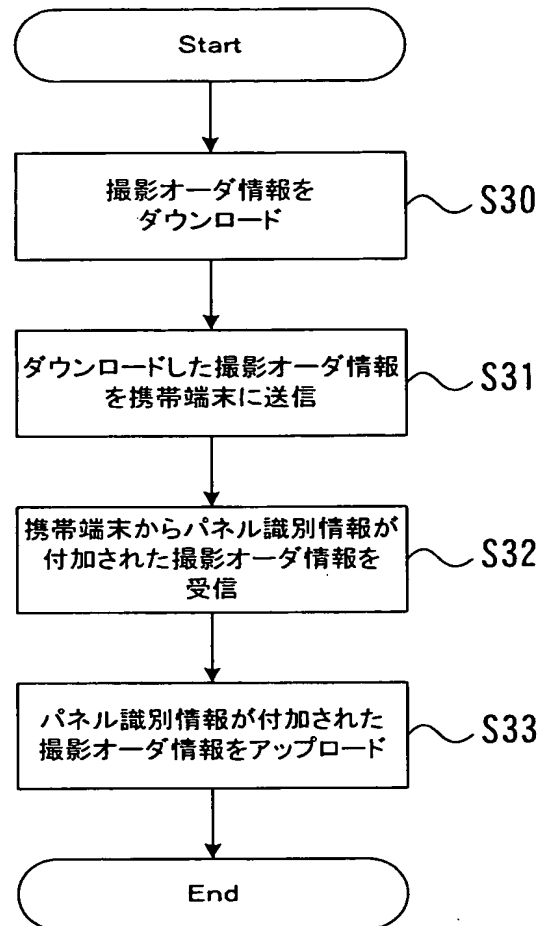 Start
撮影オーダ情報を
ダウンロード
S30
ダウンロードした撮影オーダ情報
を携帯端末に送信
S31
携帯端末からパネル識別情報が
付加された撮影オーダ情報を
受信
S32
パネル識別情報が付加された
撮影オーダ情報をアップロード
S33
End